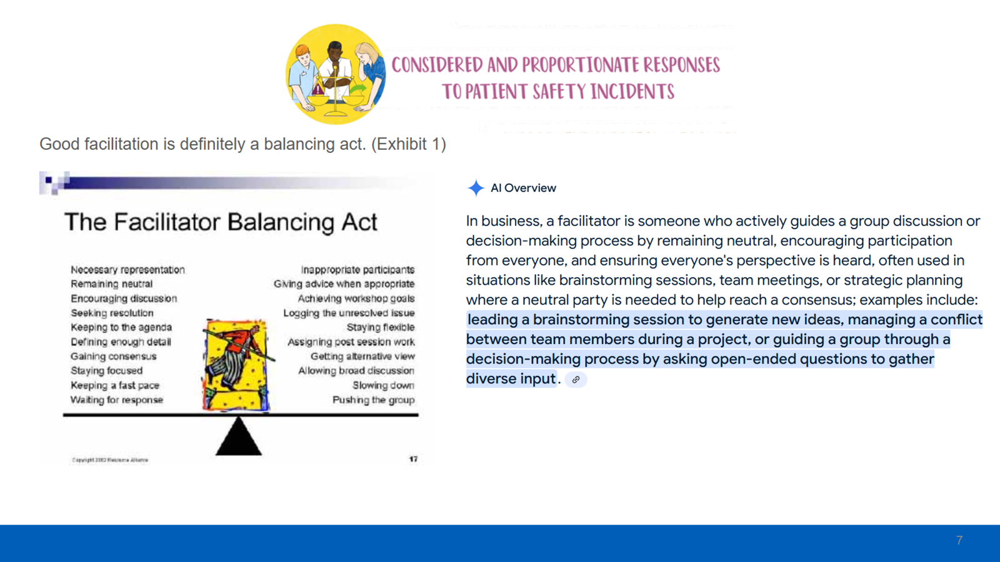 CONSIDERED AND PROPORTIONATE RESPONSES
TO PATIENT SAFETY INCIDENTS
Good facilitation is definitely a balancing act. (Exhibit 1)
The Facilitator Balancing Act
Necessary representation
Remaining neutral
Encouraging discussion
Seeking resolution
Keeping to the agenda
Defining enough detail
Gaining consensus
Staying focused
Keeping a fast pace
Waiting for response
Inappropriate participants
Giving advice when appropriate
Achieving workshop goals
Logging the unresolved issue
Staying flexible
Assigning post session work
Getting alternative view
Allowing broad discussion
Slowing down
Pushing the group
Copyright 2002 Resource Alliance
17
AI Overview
In business, a facilitator is someone who actively guides a group discussion or
decision-making process by remaining neutral, encouraging participation
from everyone, and ensuring everyone's perspective is heard, often used in
situations like brainstorming sessions, team meetings, or strategic planning
where a neutral party is needed to help reach a consensus; examples include:
leading a brainstorming session to generate new ideas, managing a conflict
between team members during a project, or guiding a group through a
decision-making process by asking open-ended questions to gather
diverse input.
7